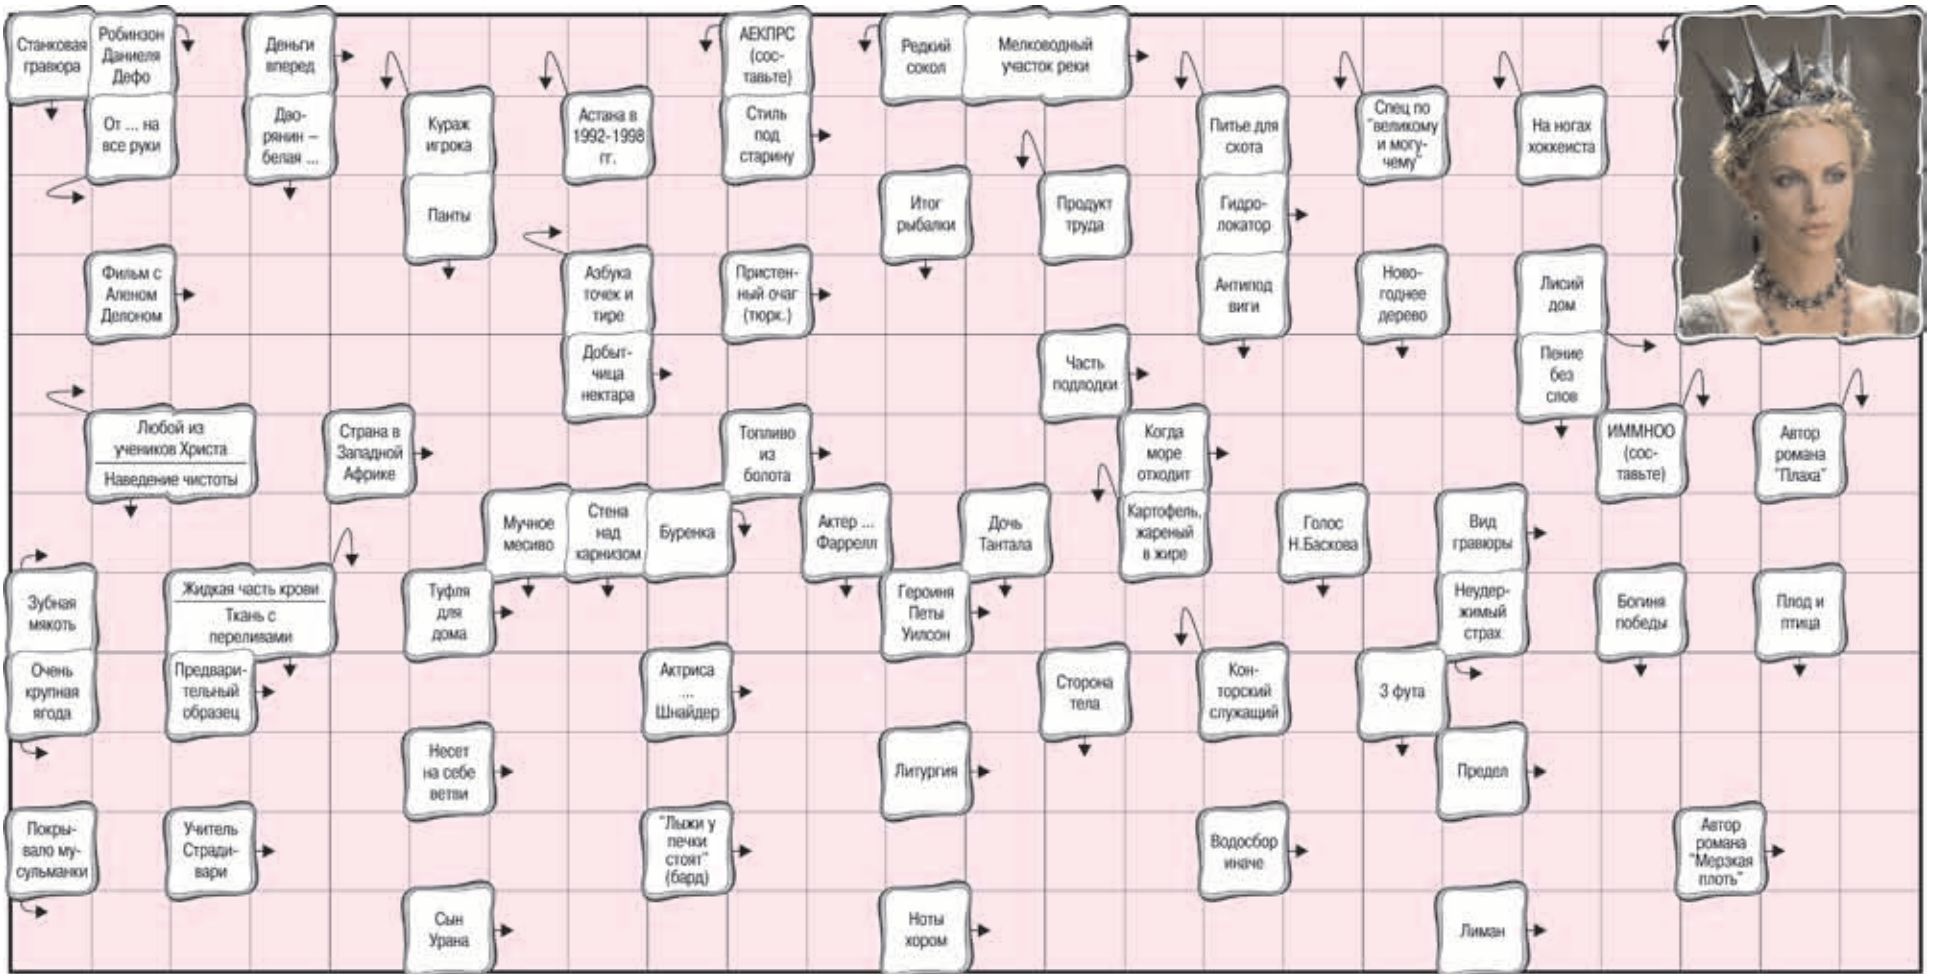 Станковая
гравюра
Робинзон
Даниеля
Дефо
Деньги
вперед
АЕКПРС
(сос-
тавьте)
Редкий
сокол
Мелководный
участок реки
От ... на
все руки
Дво-
рянин –
белая ...
Кураж
игрока
Астана в
1992-1998
гг.
Стиль
под
старину
Питье для
скота
Спец по
"великому
и могу-
чему"
На ногах
хоккеиста
Панты
Итог
рыбалки
Продукт
труда
Гидро-
локатор
Фильм с
Аленом
Делоном
Азбука
точек и
тире
Пристен-
ный очаг
(тюрк.)
Антипод
виги
Ново-
годнее
дерево
Лисий
дом
Добыт-
чица
нектара
Часть
подлодки
Пение
без
слов
Любой из
учеников Христа
Наведение чистоты
Страна в
Западной
Африке
Топливо
из
болота
Когда
море
отходит
ИММНОО
(сос-
тавьте)
Автор
романа
"Плаха"
Мучное
месиво
Стена
над
карнизом
Буренка
Актер ...
Фаррелл
Дочь
Тантала
Картофель,
жареный
в жире
Голос
Н.Баскова
Вид
гравюры
Зубная
мякоть
Жидкая часть крови
Ткань с
переливами
Туфля
для
дома
Героиня
Петы
Уилсон
Неудер-
жимый
страх
Богиня
победы
Плод и
птица
Очень
крупная
ягода
Предвари-
тельный
образец
Актриса
...
Шнайдер
Сторона
тела
Кон-
торский
служащий
3 фута
Несет
на себе
ветви
Литургия
Предел
Покры-
вало му-
сульманки
Учитель
Стради-
вари
"Лыжи у
печки
стоят"
(бард)
Водосбор
иначе
Автор
романа
"Мерзкая
плоть"
Сын
Урана
Ноты
хором
Лиман